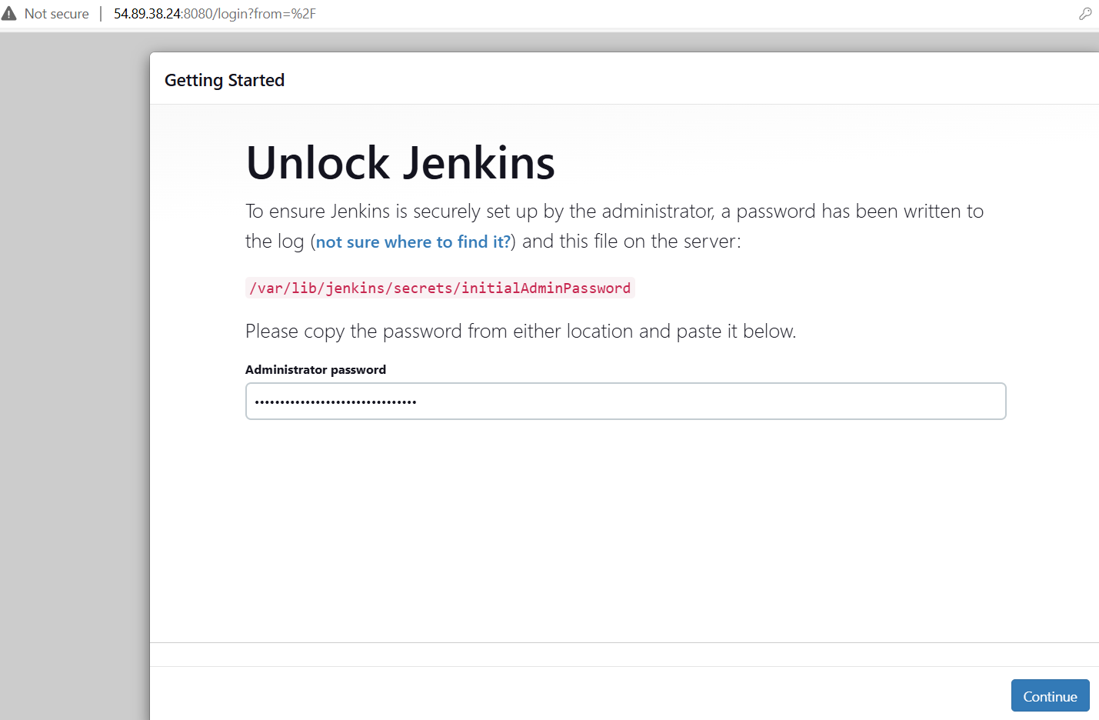 Not secure | 54.89.38.24:8080/login?from=%2F
Getting Started
Unlock Jenkins
To ensure Jenkins is securely set up by the administrator, a password has been written to
the log (not sure where to find it?) and this file on the server:
/var/lib/jenkins/secrets/initialAdminPassword
Please copy the password from either location and paste it below.
Administrator password
••••••••••••••••••••••••••••••••
Continue